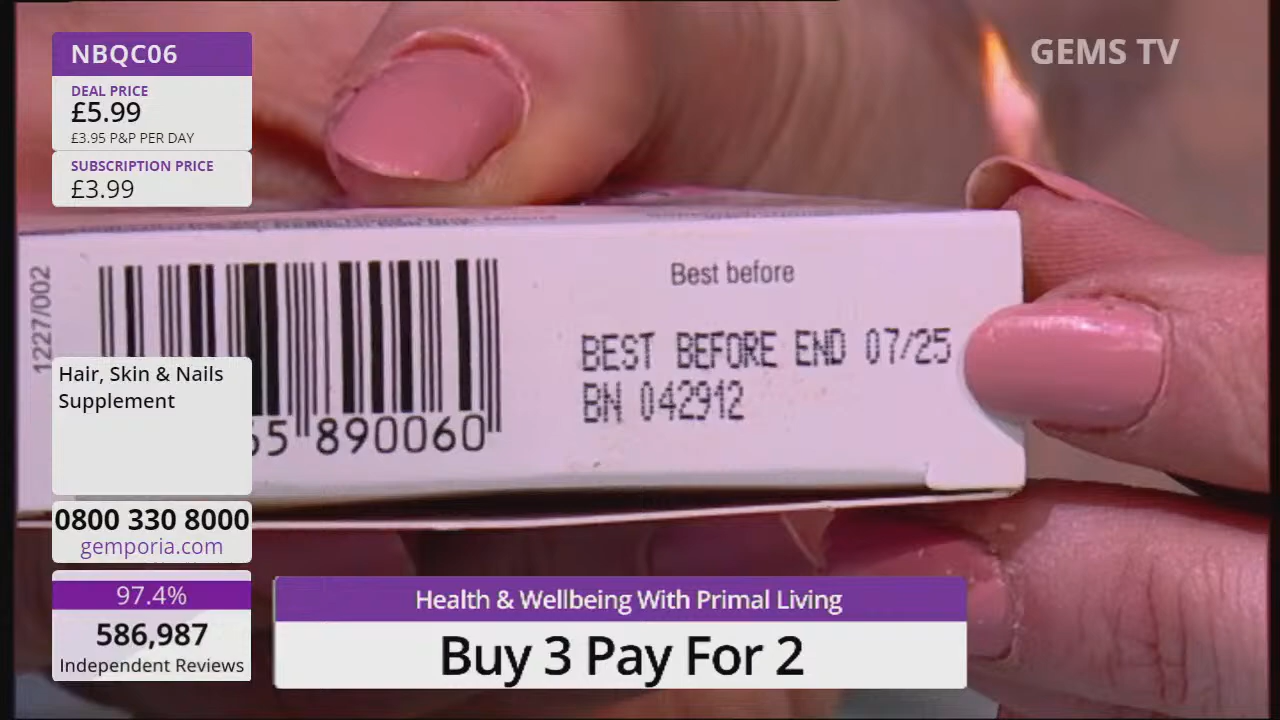 NBQC06
DEAL PRICE
£5.99
£3.95 P&P PER DAY
SUBSCRIPTION PRICE
£3.99
GEMS TV
1227/002
Best before
BEST BEFORE END 07/25
BN 042912
5 890060
Hair, Skin & Nails
Supplement
0800 330 8000
gemporia.com
97.4%
586,987
Independent Reviews
Health & Wellbeing With Primal Living
Buy 3 Pay For 2